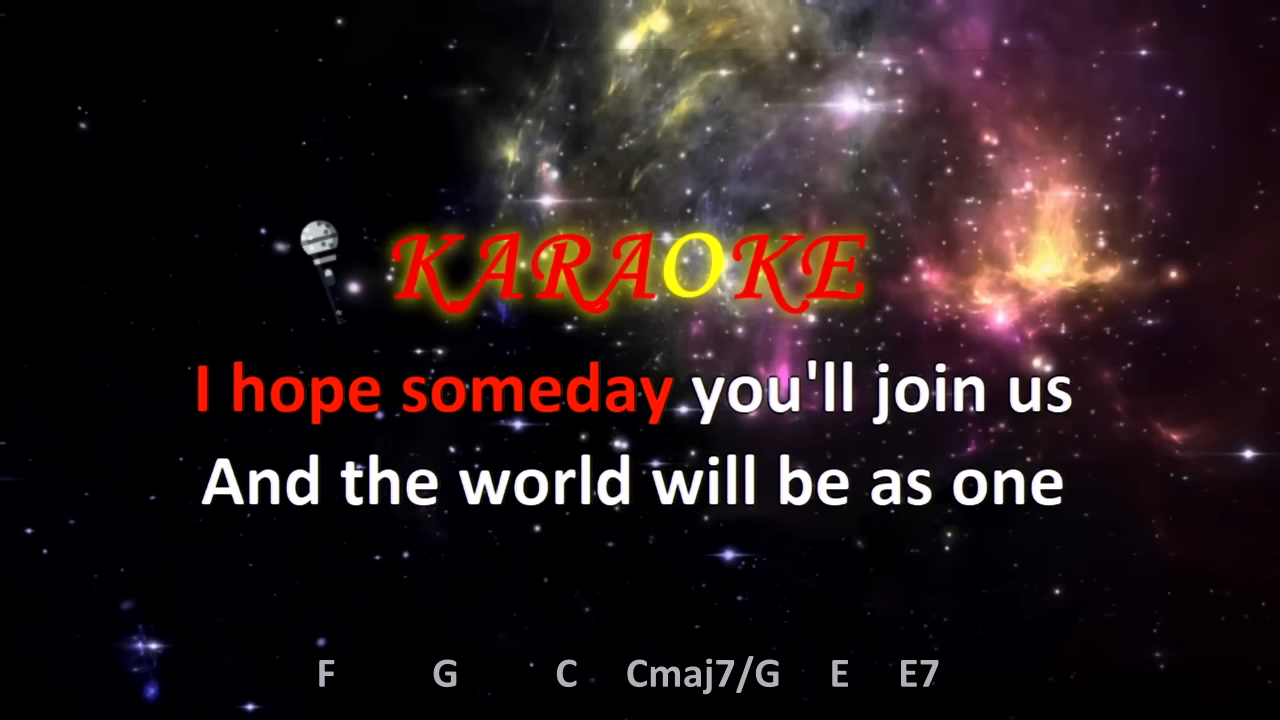 KARAOKE
I hope someday you'll join us
And the world will be as one
F G C Cmaj7/G E E7